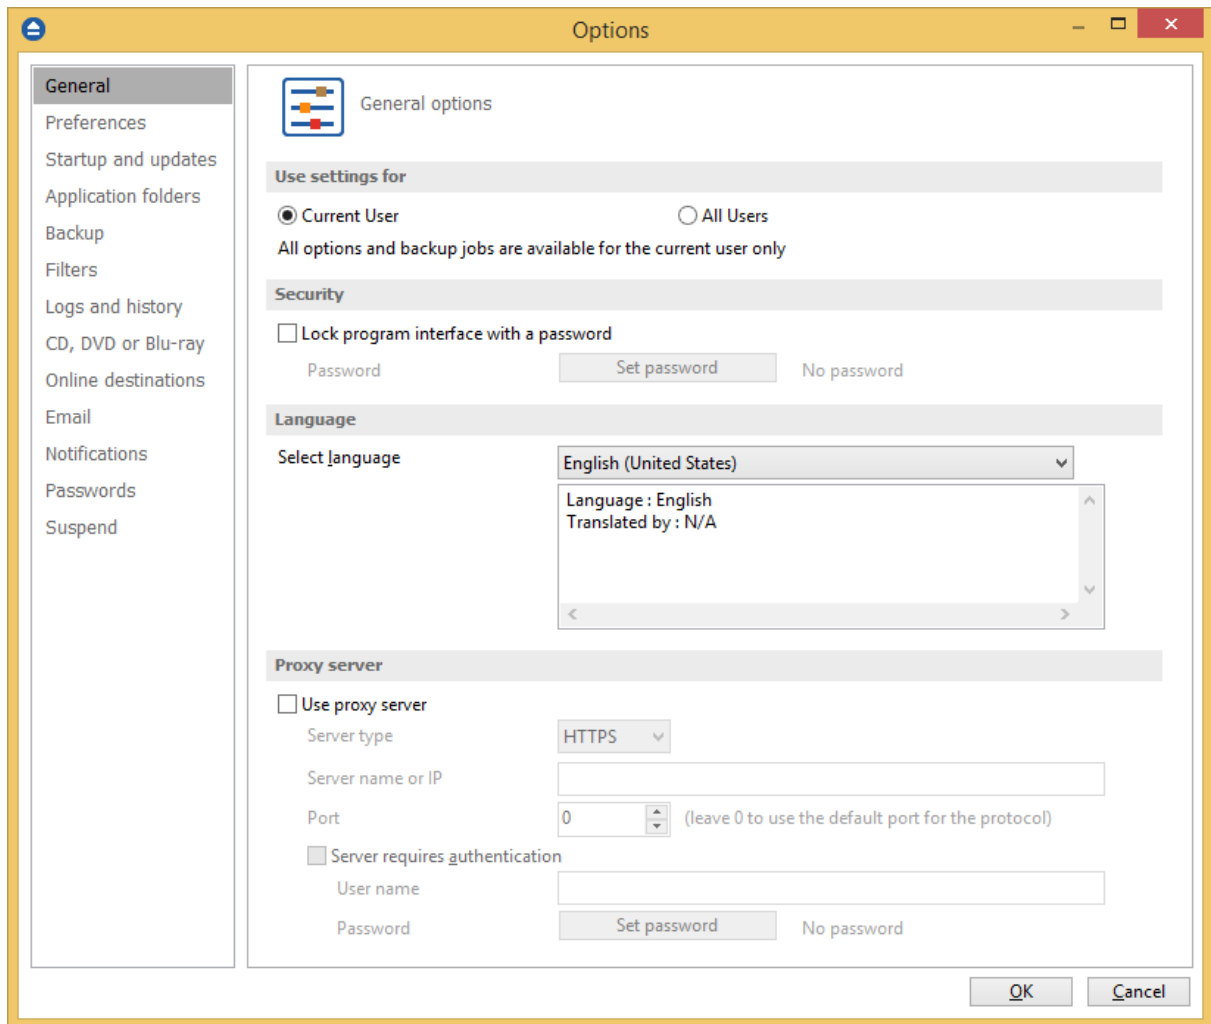 Options
General
Preferences
Startup and updates
Application folders
Backup
Filters
Logs and history
CD, DVD or Blu-ray
Online destinations
Email
Notifications
Passwords
Suspend
General options
Use settings for
Current User All Users
All options and backup jobs are available for the current user only
Security
Lock program interface with a password
Password Set password No password
Language
Select language English (United States)
Language : English
Translated by : N/A
Proxy server
Use proxy server
Server type HTTPS
Server name or IP
Port 0 (leave 0 to use the default port for the protocol)
Server requires authentication
User name
Password Set password No password
OK Cancel